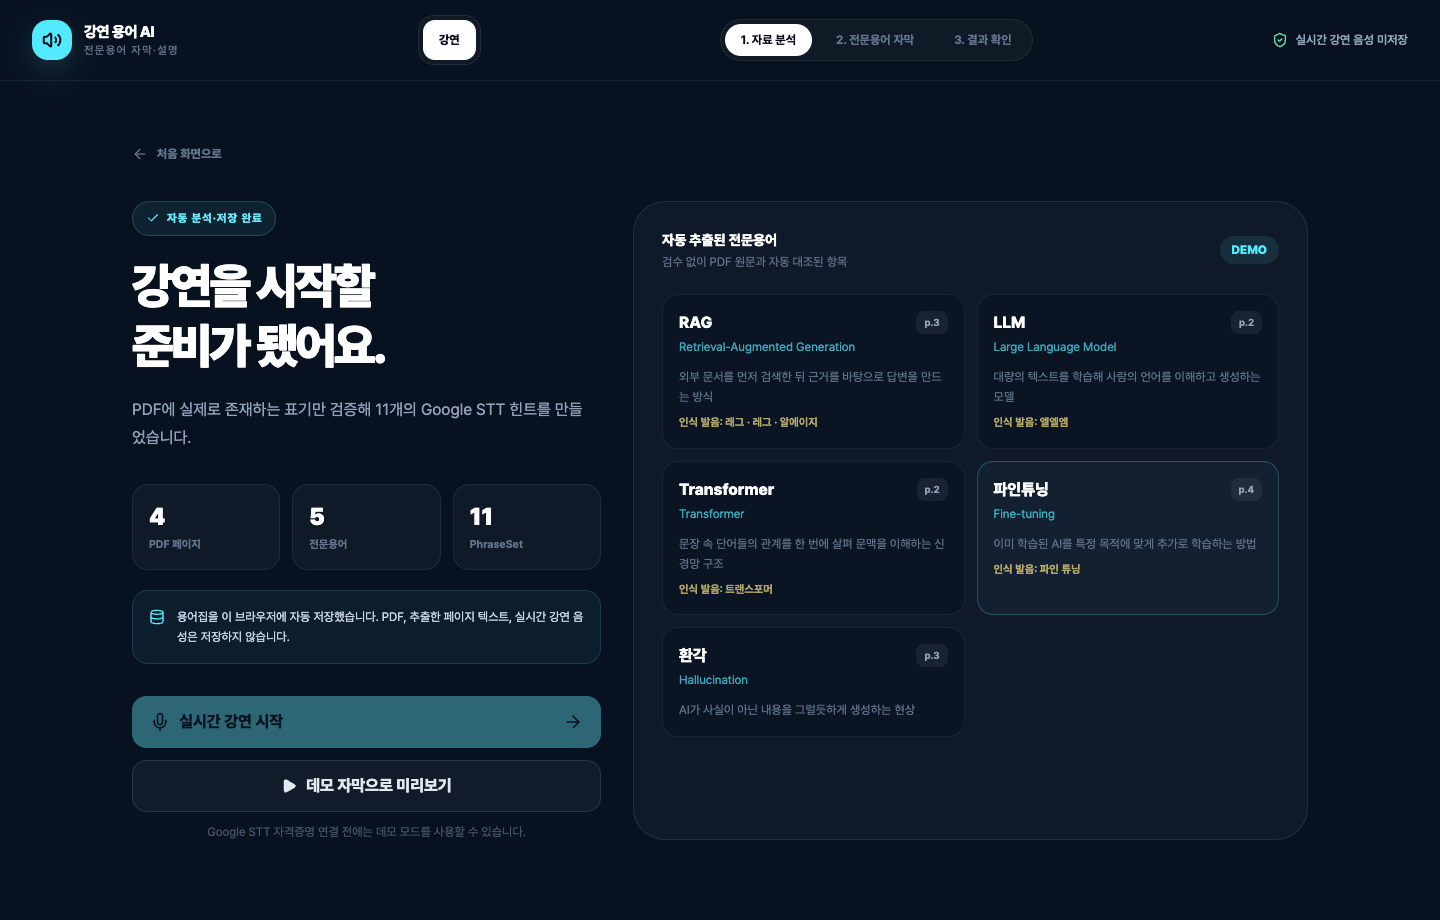 강연 용어 AI
전문용어 자막·설명
강연
1. 자료 분석
2. 전문용어 자막
3. 결과 확인
실시간 강연 음성 미저장
처음 화면으로
자동 분석·저장 완료
강연을 시작할
준비가 됐어요.
PDF에 실제로 존재하는 표기만 검증해 11개의 Google STT 힌트를 만들
었습니다.
4
PDF 페이지
5
전문용어
11
PhraseSet
용어집을 이 브라우저에 자동 저장했습니다. PDF, 추출한 페이지 텍스트, 실시간 강연 음
성은 저장하지 않습니다.
실시간 강연 시작
데모 자막으로 미리보기
Google STT 자격증명 연결 전에는 데모 모드를 사용할 수 있습니다.
자동 추출된 전문용어
검수 없이 PDF 원문과 자동 대조된 항목
DEMO
RAG
p.3
Retrieval-Augmented Generation
외부 문서를 먼저 검색한 뒤 근거를 바탕으로 답변을 만드
는 방식
인식 발음: 래그 · 레그 · 알에이지
LLM
p.2
Large Language Model
대량의 텍스트를 학습해 사람의 언어를 이해하고 생성하는
모델
인식 발음: 엘엘엠
Transformer
p.2
Transformer
문장 속 단어들의 관계를 한 번에 살펴 문맥을 이해하는 신
경망 구조
인식 발음: 트랜스포머
파인튜닝
p.4
Fine-tuning
이미 학습된 AI를 특정 목적에 맞게 추가로 학습하는 방법
인식 발음: 파인 튜닝
환각
p.3
Hallucination
AI가 사실이 아닌 내용을 그럴듯하게 생성하는 현상